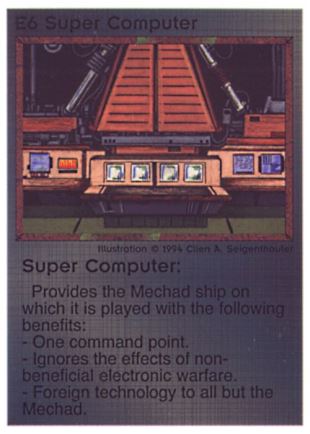 E6 Super Computer
Illustration © 1994 Clien A. Seigenthaler
Super Computer:
Provides the Mechad ship on
which it is played with the following
benefits:
- One command point.
- Ignores the effects of non-
beneficial electronic warfare.
- Foreign technology to all but the
Mechad.